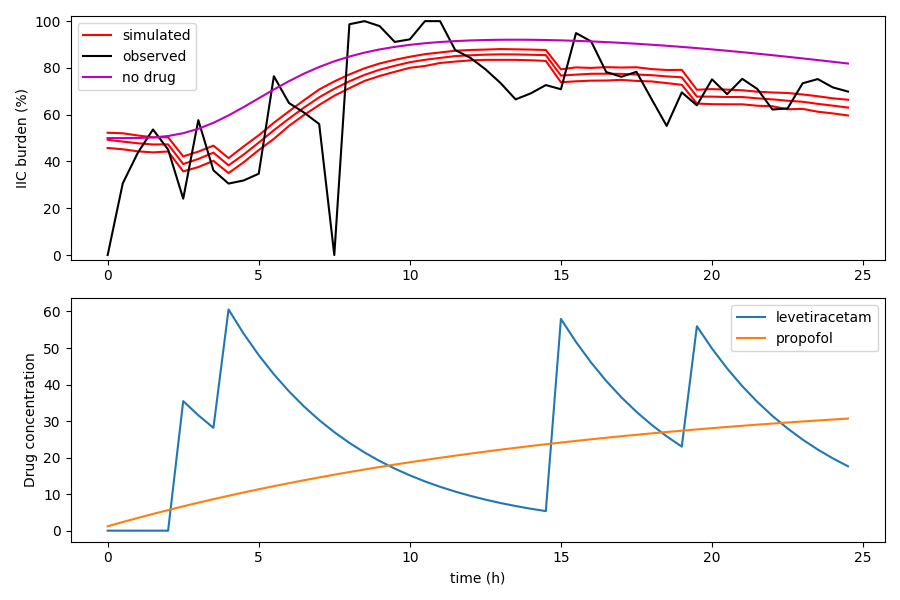 100
80
60
40
20
0
IIC burden (%)
simulated
observed
no drug
0 5 10 15 20 25
60
50
40
30
20
10
0
Drug concentration
levetiracetam
propofol
0 5 10 15 20 25
time (h)